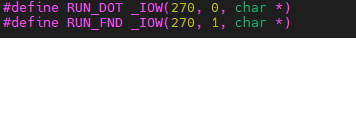 #define RUN_DOT _IOW(270, 0, char *)
#define RUN_FND _IOW(270, 1, char *)